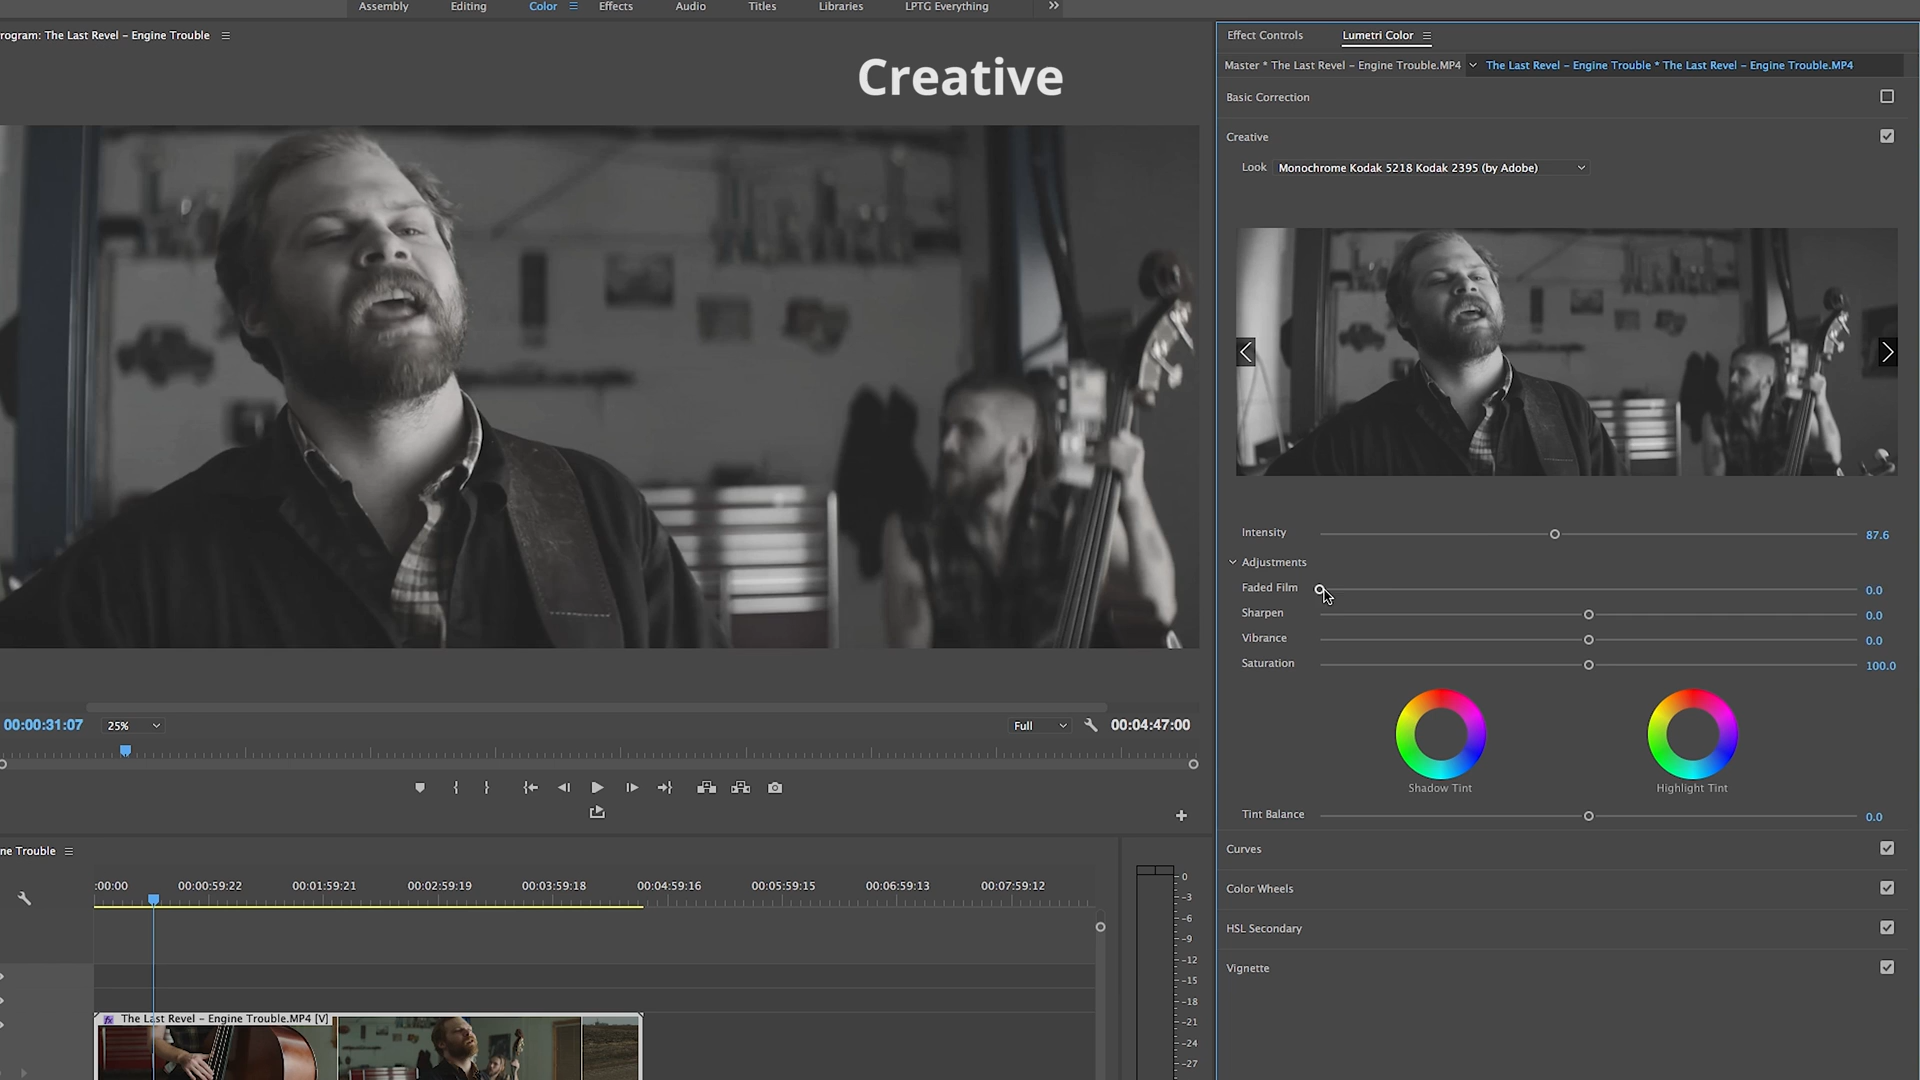 Assembly Editing Color Effects Audio Titles Libraries LPTG Everything
rogram: The Last Revel – Engine Trouble
Creative
00:00:31:07 25% Full 00:04:47:00
ne Trouble
:00:00 00:00:59:22 00:01:59:21 00:02:59:19 00:03:59:18 00:04:59:16 00:05:59:15 00:06:59:13 00:07:59:12
fx The Last Revel – Engine Trouble.MP4 [V]
0
-3
-6
-9
-12
-15
-18
-21
-24
-27
Effect Controls Lumetri Color
Master * The Last Revel – Engine Trouble.MP4 The Last Revel – Engine Trouble * The Last Revel – Engine Trouble.MP4
Basic Correction
Creative
Look Monochrome Kodak 5218 Kodak 2395 (by Adobe)
Intensity 87.6
Adjustments
Faded Film 0.0
Sharpen 0.0
Vibrance 0.0
Saturation 100.0
Shadow Tint Highlight Tint
Tint Balance 0.0
Curves
Color Wheels
HSL Secondary
Vignette